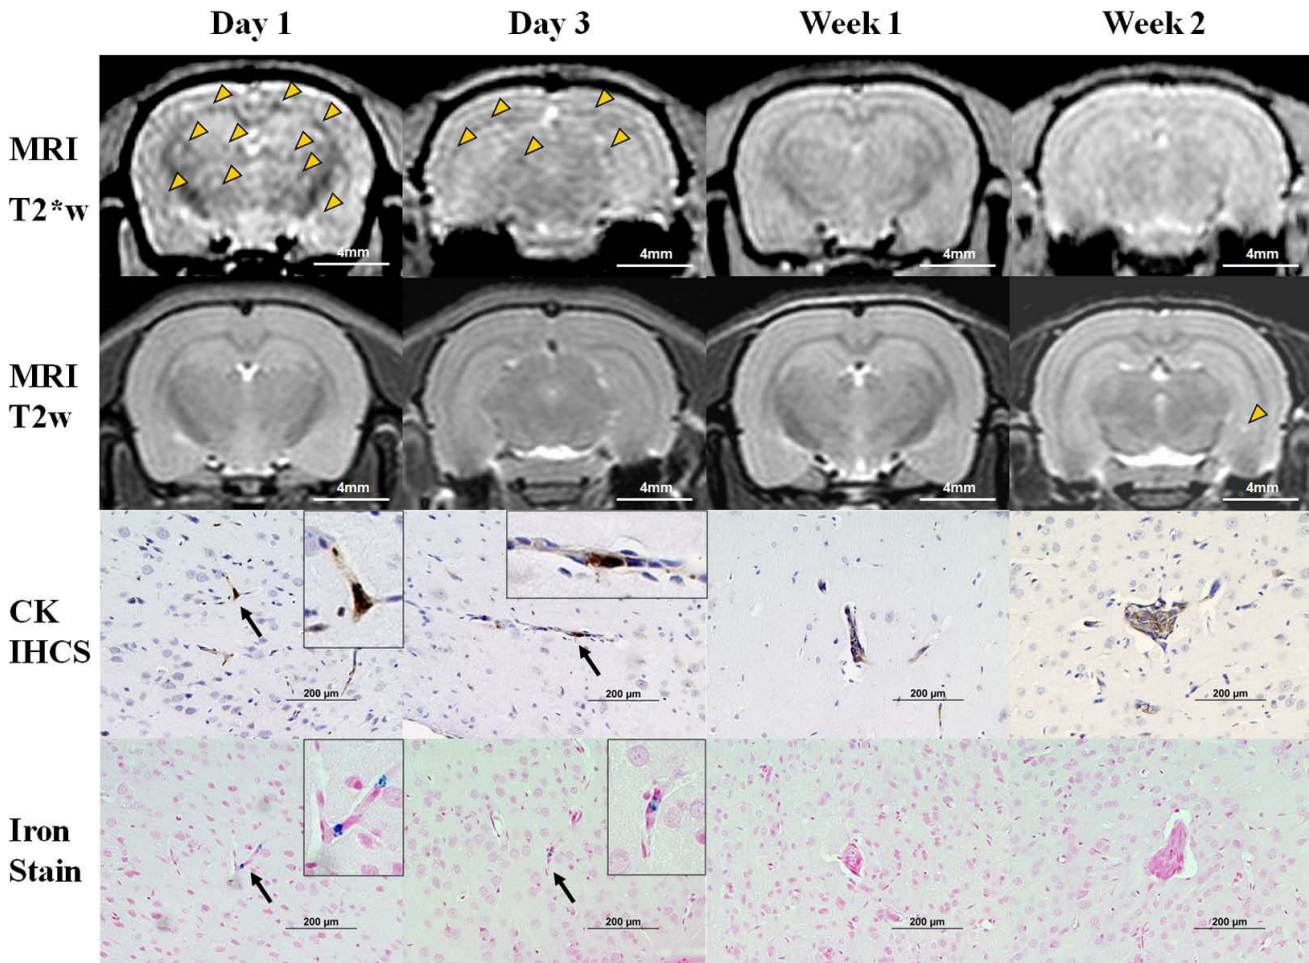 Day 1 Day 3 Week 1 Week 2
MRI
T2*w
4mm 4mm 4mm 4mm
MRI
T2w
4mm 4mm 4mm 4mm
CK
IHCS
200 µm 200 µm 200 µm 200 µm
Iron
Stain
200 µm 200 µm 200 µm 200 µm